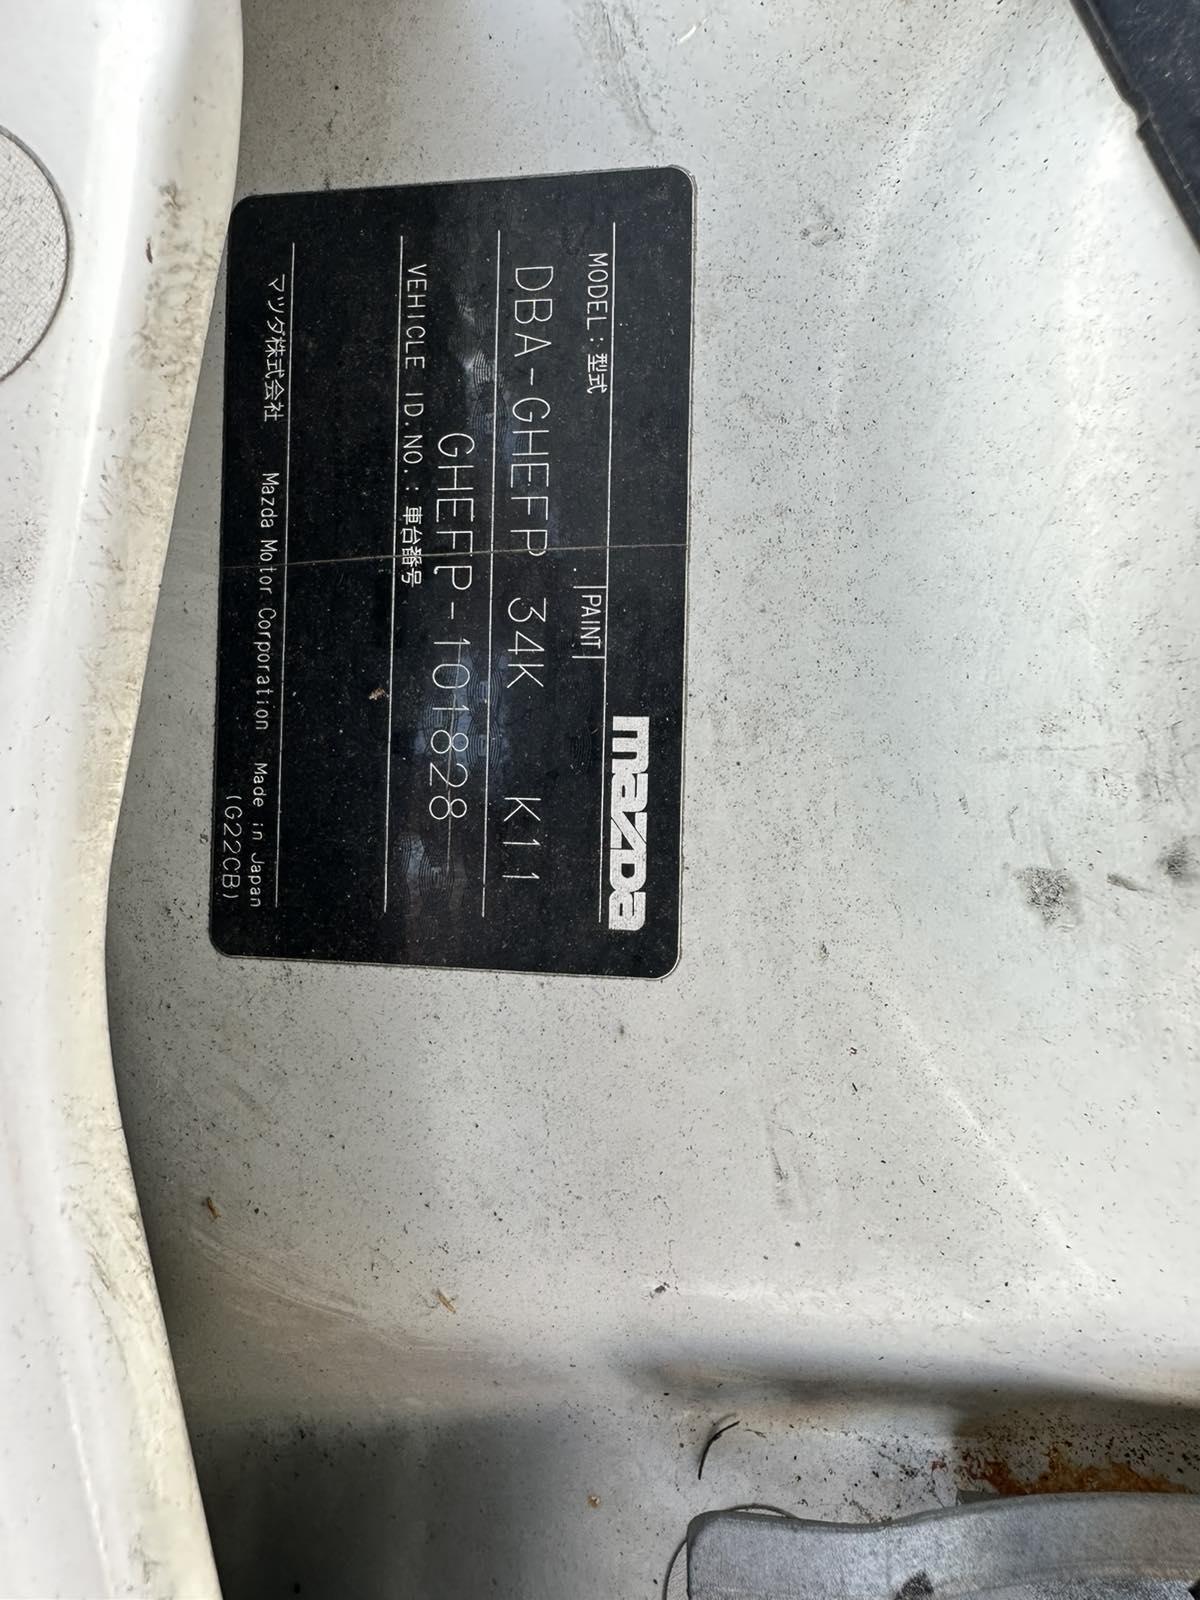 mazda
MODEL : 型式 PAINT
DBA-GHEFP 34K K11
VEHICLE ID.NO. : 車台番号
GHEFP-101828
マツダ株式会社 Mazda Motor Corporation Made in Japan
(G22CB)